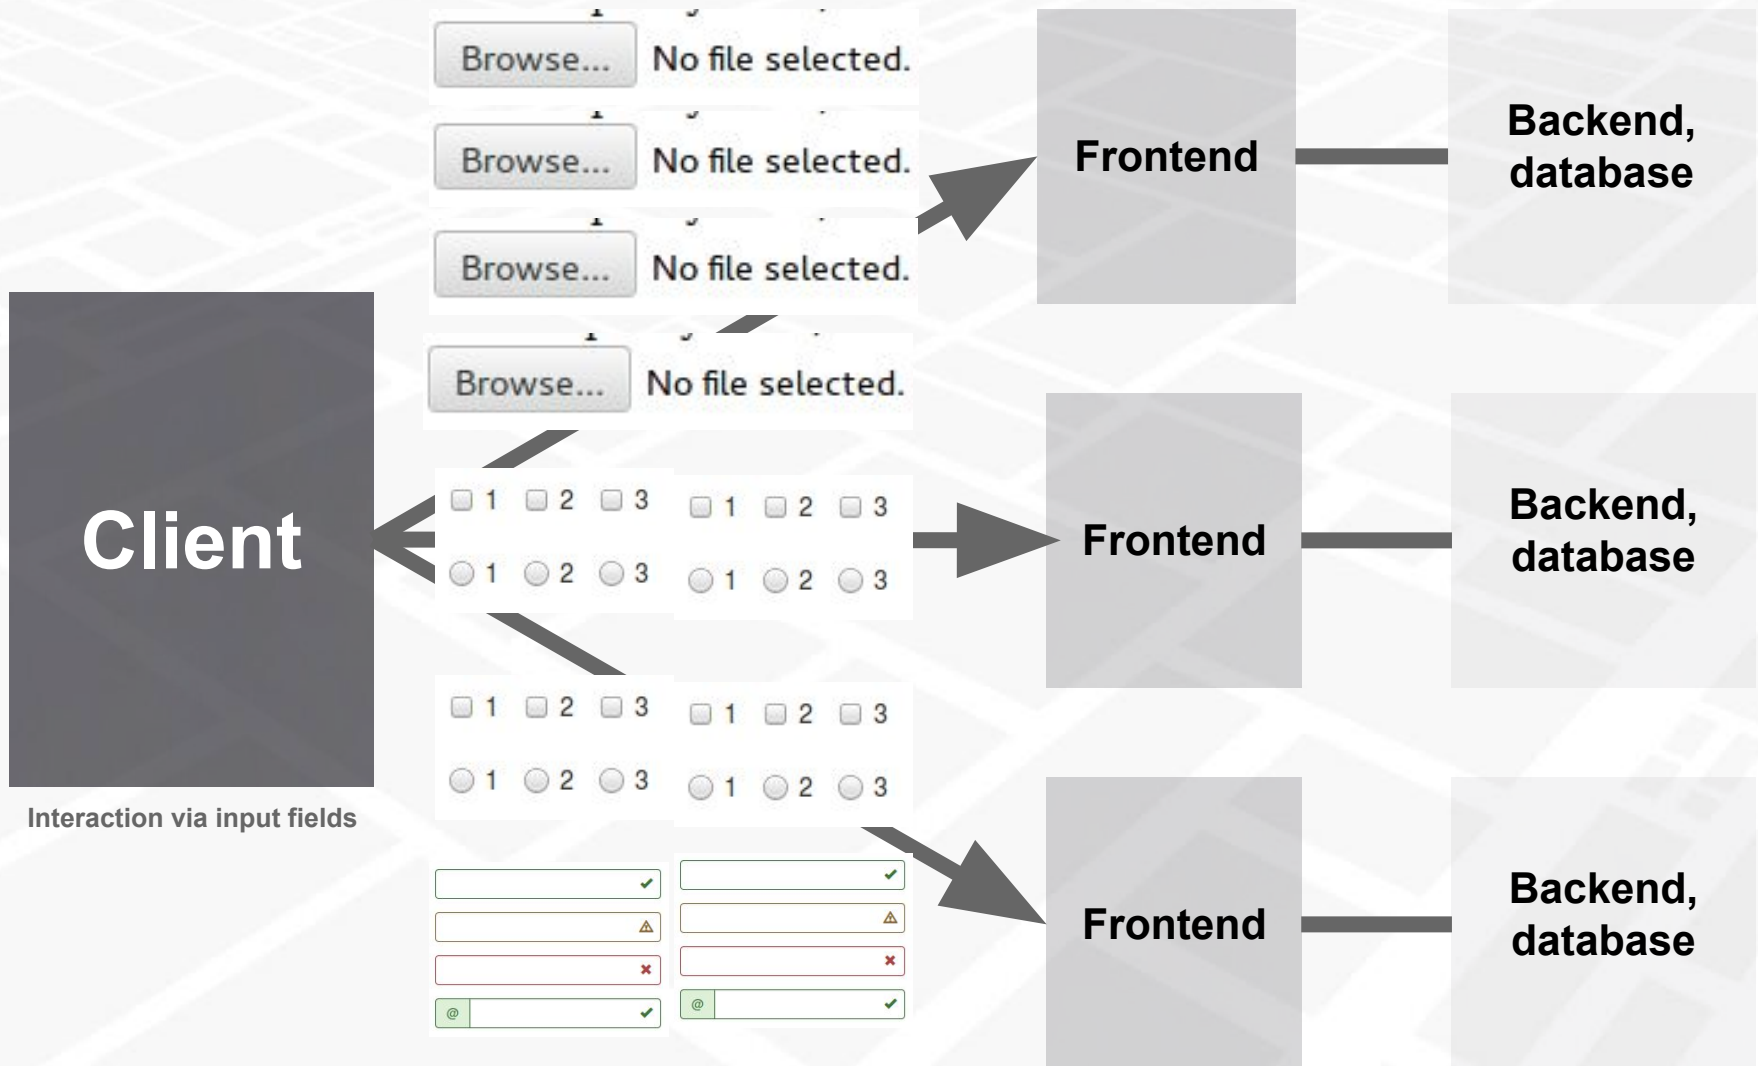 Browse... No file selected.
Browse... No file selected.
Browse... No file selected.
Browse... No file selected.
Client
Interaction via input fields
1 2 3
1 2 3
1 2 3
1 2 3
1 2 3
1 2 3
1 2 3
1 2 3
@
@
Frontend
Backend,
database
Frontend
Backend,
database
Frontend
Backend,
database